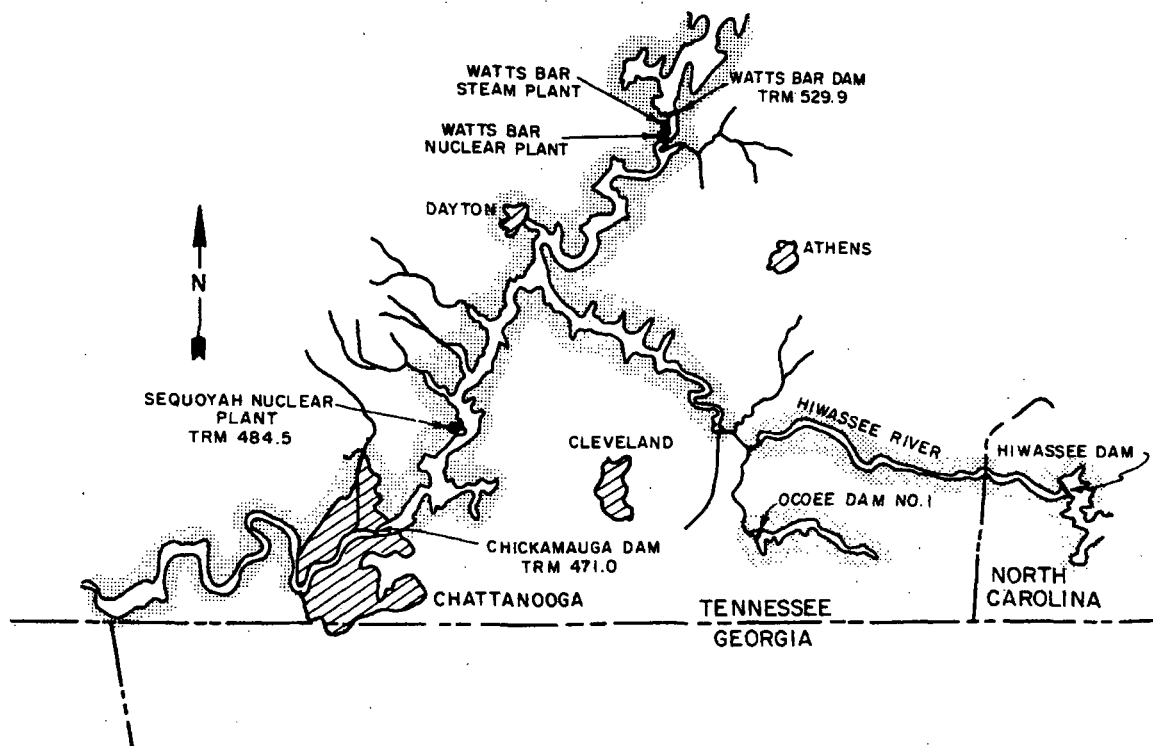 WATTS BAR
STEAM PLANT
WATTS BAR DAM
TRM 529.9
WATTS BAR
NUCLEAR PLANT
DAYTON
ATHENS
N
SEQUOYAH NUCLEAR
PLANT
TRM 484.5
HIWASSEE RIVER
CLEVELAND
HIWASSEE DAM
OCOEE DAM NO. 1
CHICKAMAUGA DAM
TRM 471.0
NORTH
CAROLINA
CHATTANOOGA
TENNESSEE
GEORGIA